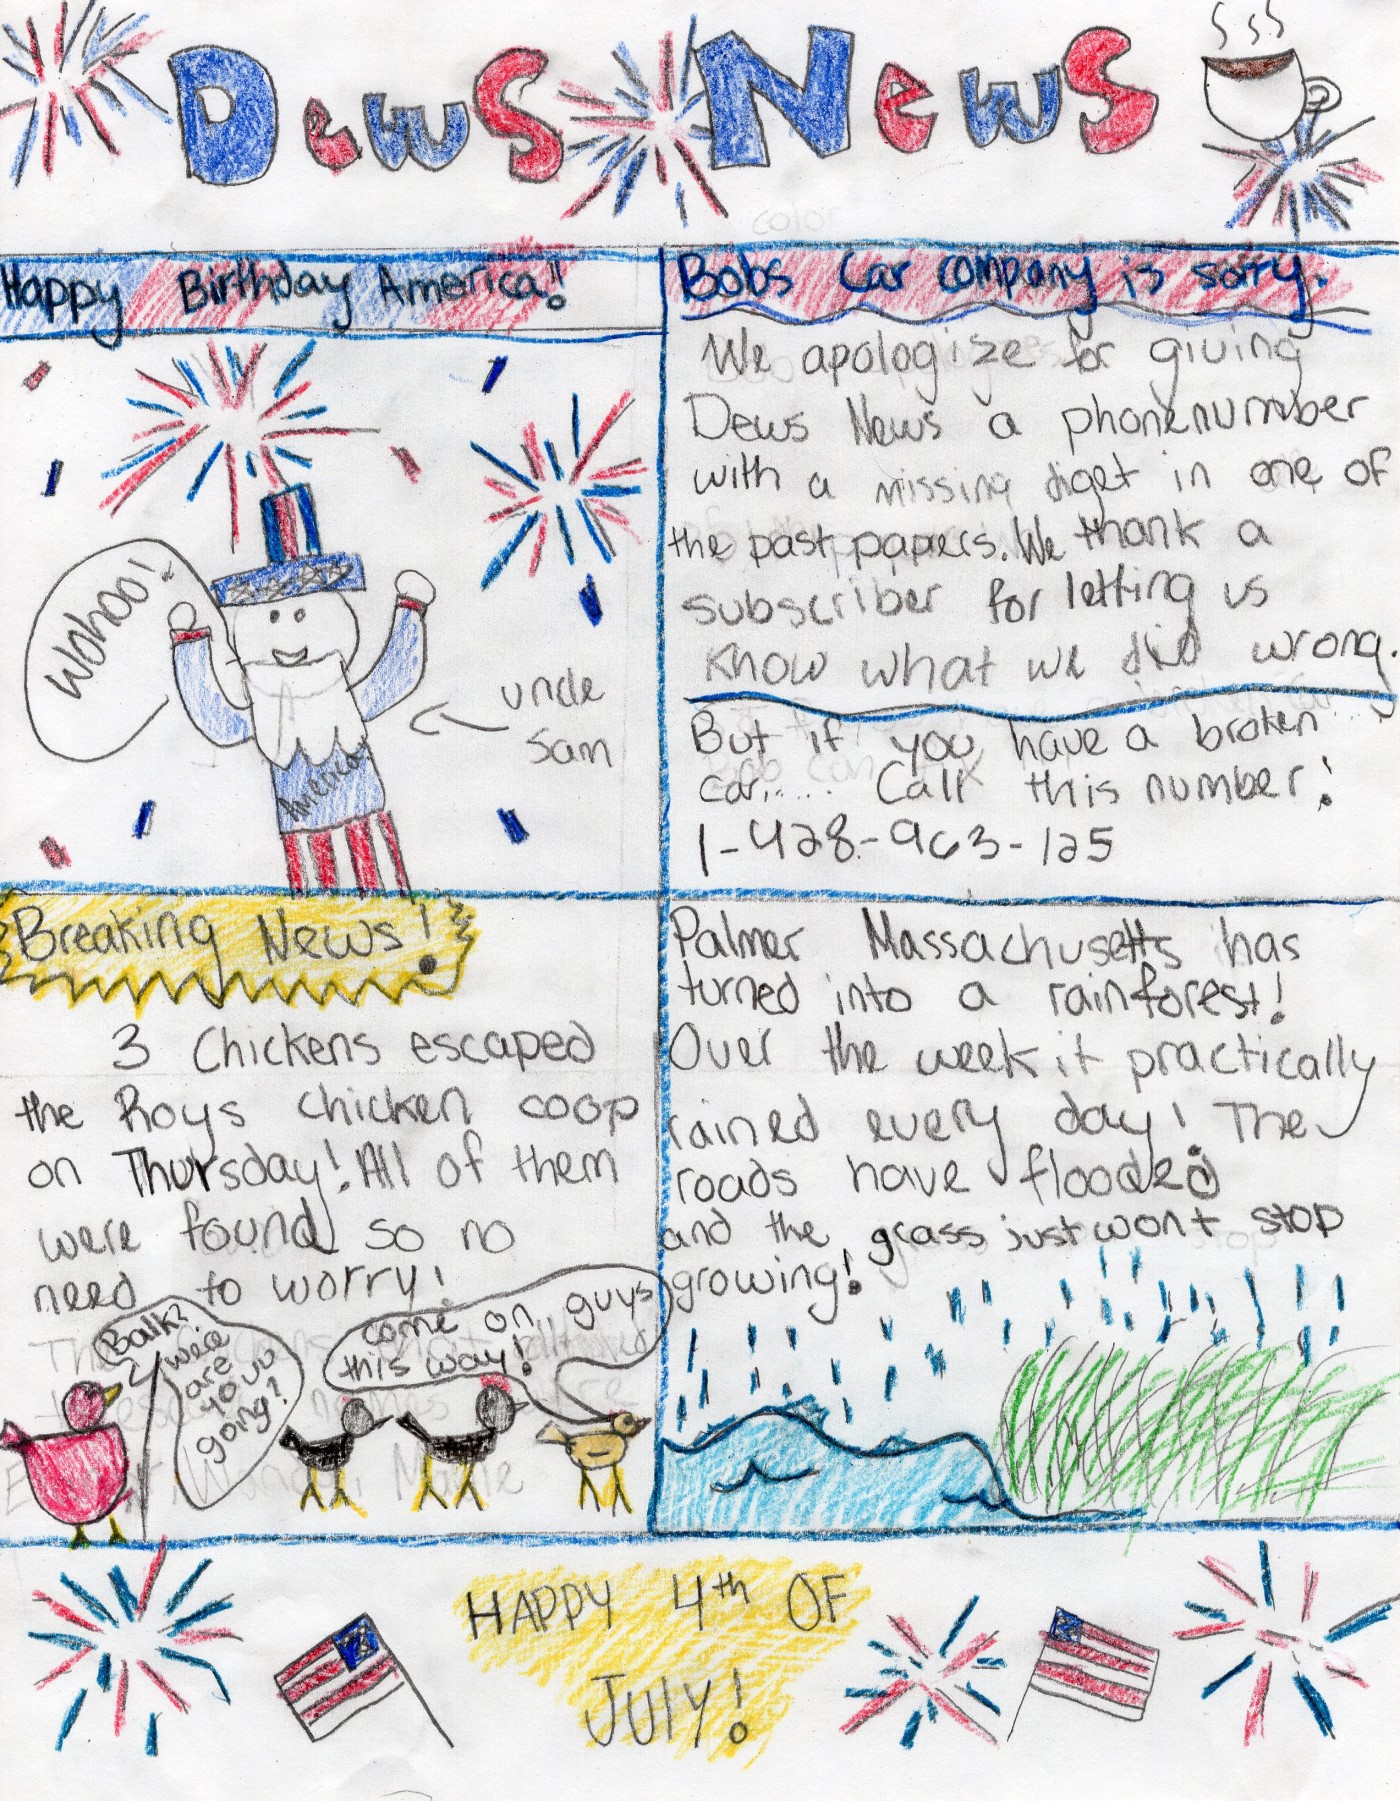 Dews News
Happy Birthday America!!
Wohoo!
uncle
Sam
America
Bobs Car company is sorry.
We apologize for giving
Dews News a phonenumber
with a missing diget in one of
the past papers. We thank a
subscriber for letting us
know what we did wrong.
But if you have a broken
car,.... Call this number!
1-428-963-125
Breaking News!
3 Chickens escaped
the Roys chicken coop
on Thursday! All of them
were found so no
need to worry!
Balk?
were
are
you
going?
come on, guys
this way!
Palmer Massachusetts has
turned into a rainforest!
Over the week it practically
rained every day! The
roads have flooded
and the grass just wont stop
growing!
HAPPY 4th OF
JULY!